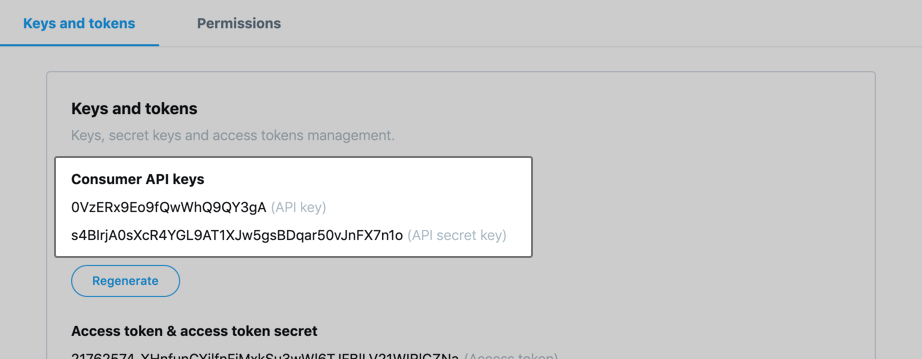 Keys and tokens
Permissions
Keys and tokens
Keys, secret keys and access tokens management.
Consumer API keys
0VzERx9Eo9fQwWhQ9QY3gA (API key)
s4BlrjA0sXcR4YGL9AT1XJw5gsBDqar50vJnFX7n1o (API secret key)
Regenerate
Access token & access token secret
(Access token)